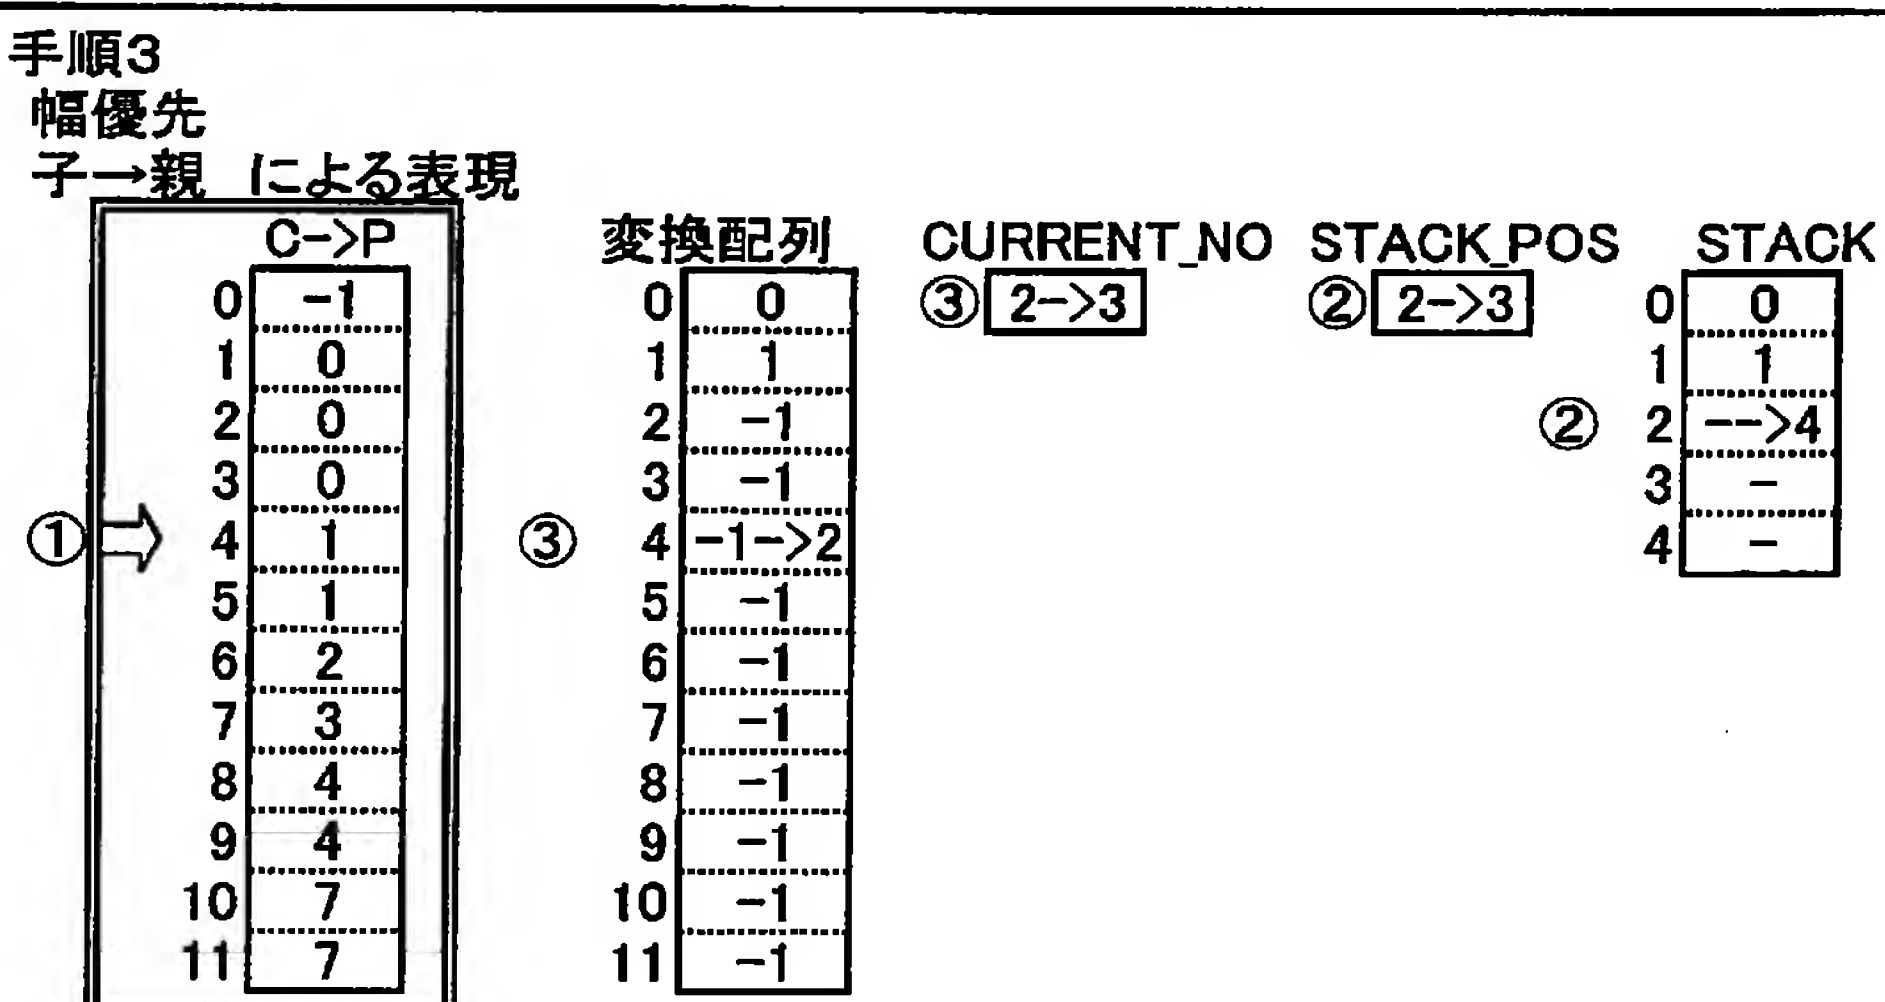 手順3
幅優先
子→親 による表現
C->P 変換配列 CURRENT_NO STACK_POS STACK
0 -1 0 0 ③ 2->3 ② 2->3 0 0
1 0 1 1 1 1
2 0 2 -1 ② 2 -->4
3 0 3 -1 3 -
① 4 1 ③ 4 -1->2 4 -
5 1 5 -1
6 2 6 -1
7 3 7 -1
8 4 8 -1
9 4 9 -1
10 7 10 -1
11 7 11 -1